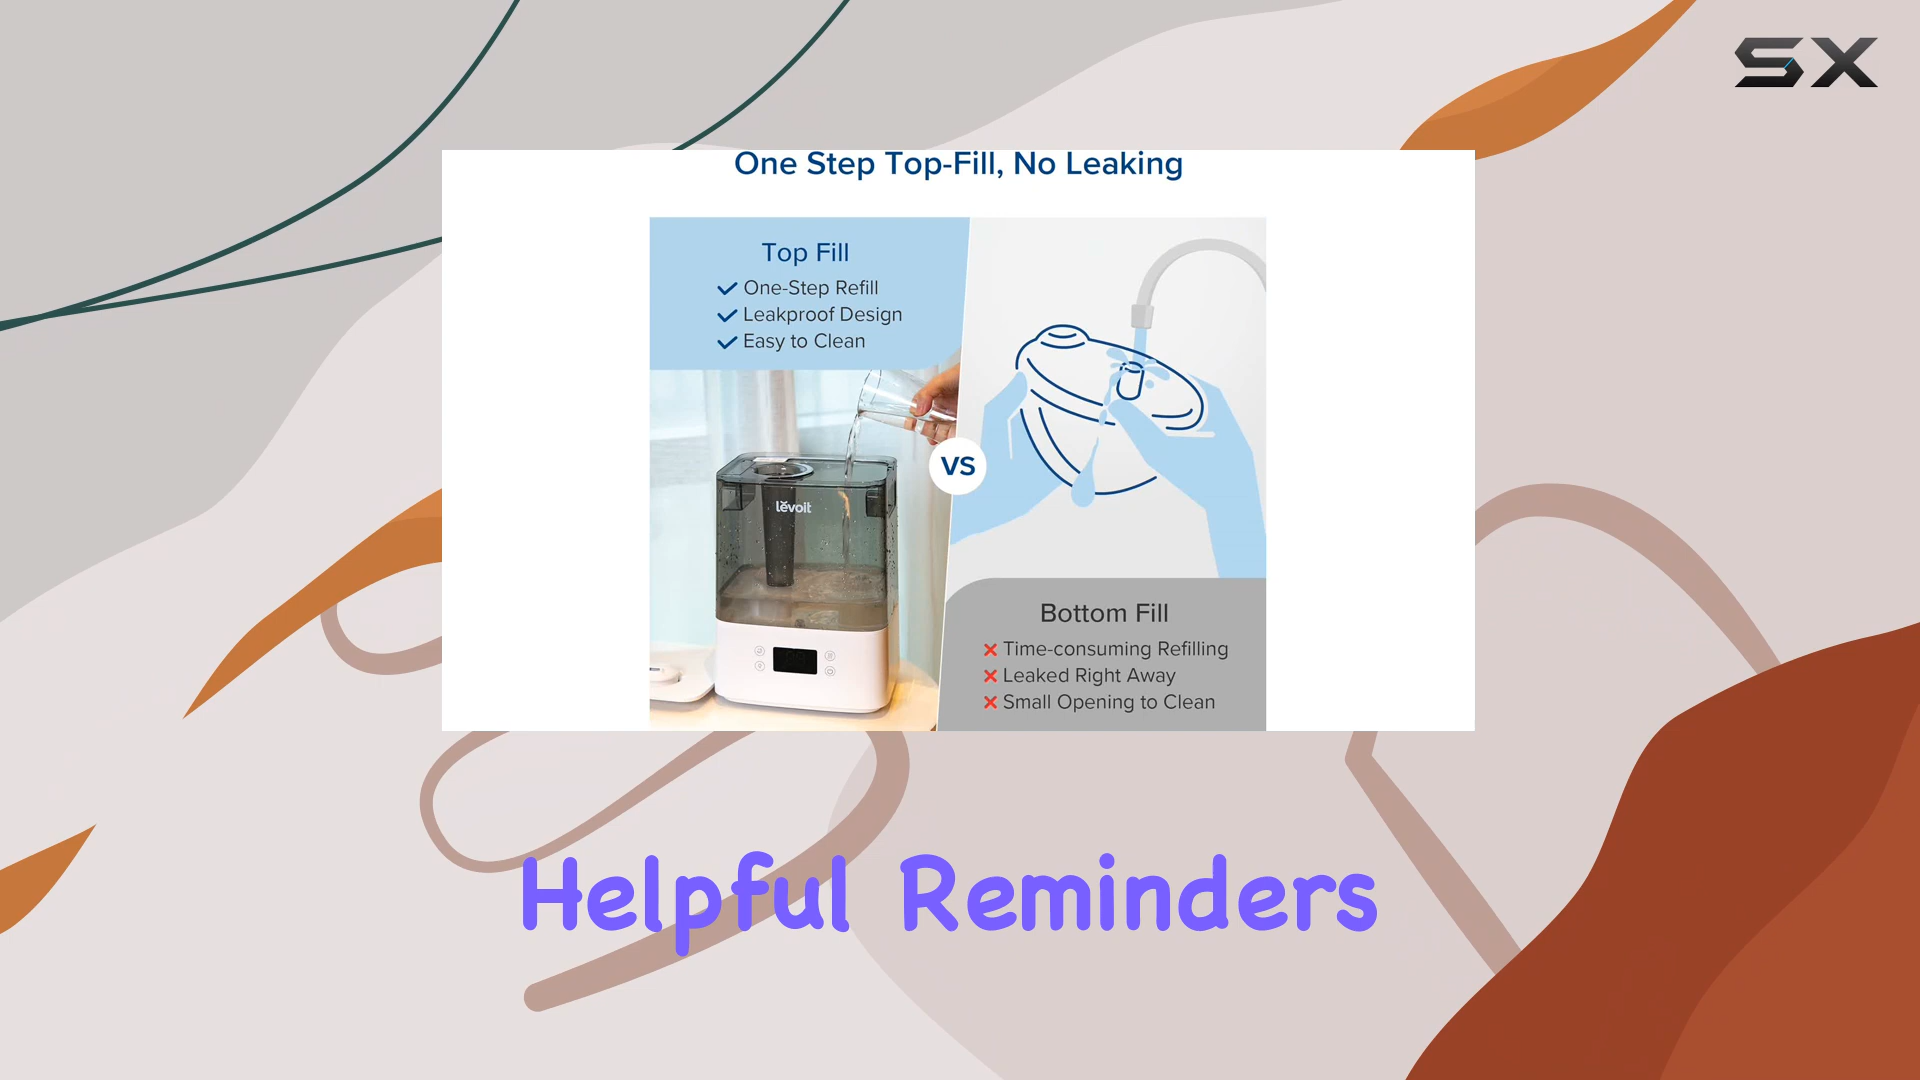 SX
One Step Top-Fill, No Leaking
Top Fill
One-Step Refill
Leakproof Design
Easy to Clean
levoit
VS
Bottom Fill
Time-consuming Refilling
Leaked Right Away
Small Opening to Clean
Helpful Reminders